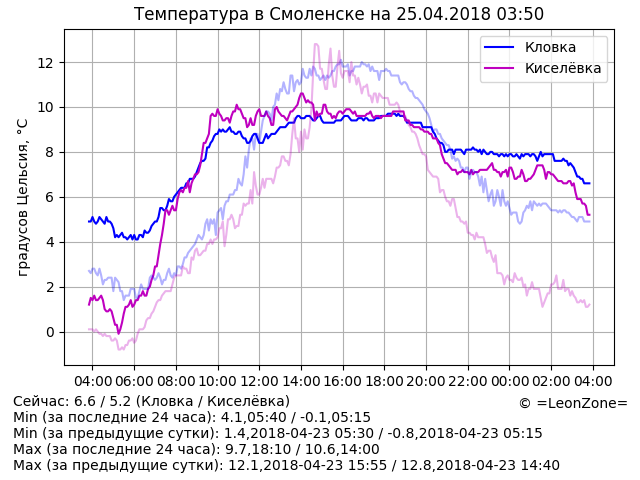 Температура в Смоленске на 25.04.2018 03:50
Кловка
Киселёвка
градусов Цельсия, °C
12
10
8
6
4
2
0
04:00 06:00 08:00 10:00 12:00 14:00 16:00 18:00 20:00 22:00 00:00 02:00 04:00
Сейчас: 6.6 / 5.2 (Кловка / Киселёвка)
© =LeonZone=
Min (за последние 24 часа): 4.1,05:40 / -0.1,05:15
Min (за предыдущие сутки): 1.4,2018-04-23 05:30 / -0.8,2018-04-23 05:15
Max (за последние 24 часа): 9.7,18:10 / 10.6,14:00
Max (за предыдущие сутки): 12.1,2018-04-23 15:55 / 12.8,2018-04-23 14:40